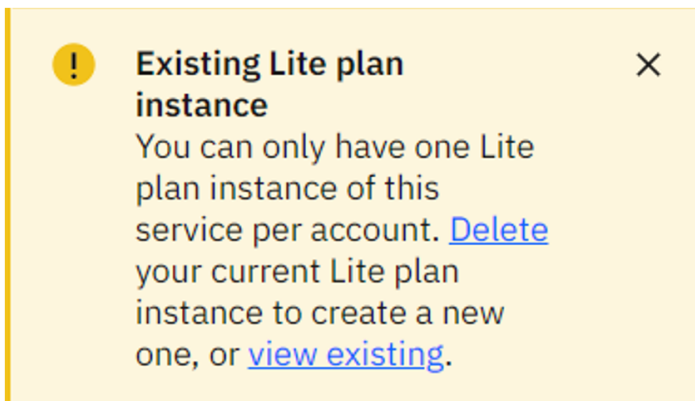 Existing Lite plan
instance
You can only have one Lite
plan instance of this
service per account. Delete
your current Lite plan
instance to create a new
one, or view existing.